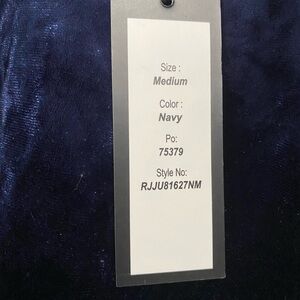 Size :
Medium
Color :
Navy
Po:
75379
Style No:
RJJU81627NM